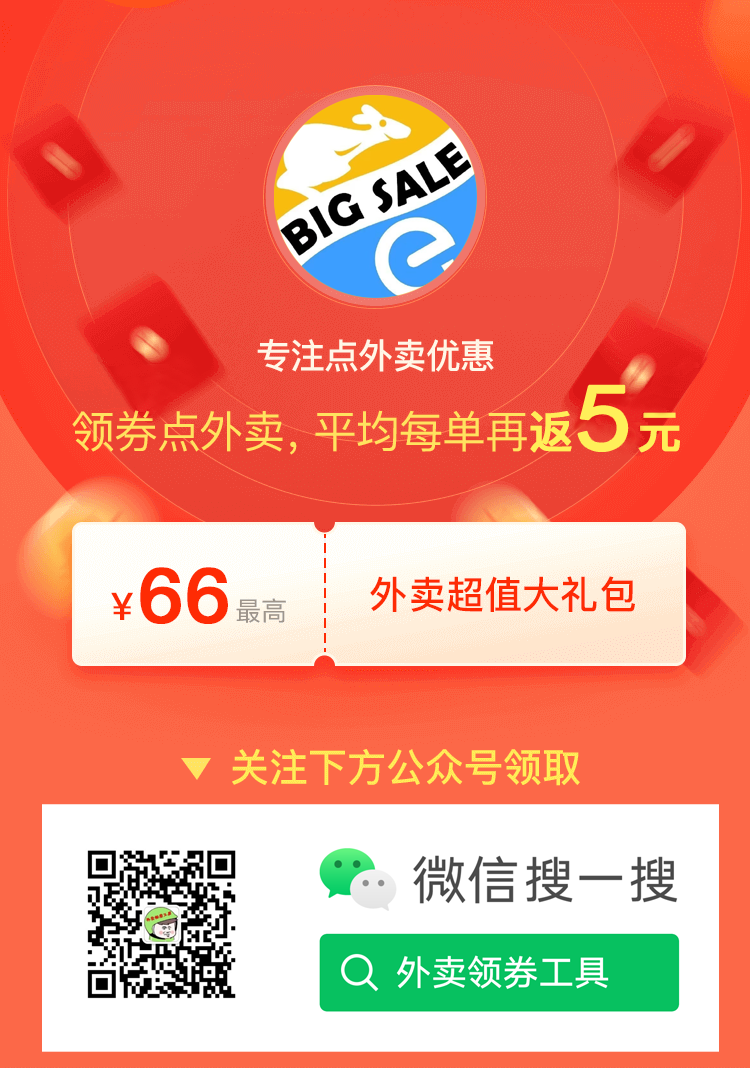 BIG SALE
专注点外卖优惠
领券点外卖，平均每单再返5元
¥66最高
外卖超值大礼包
▼ 关注下方公众号领取
微信搜一搜
外卖领券工具